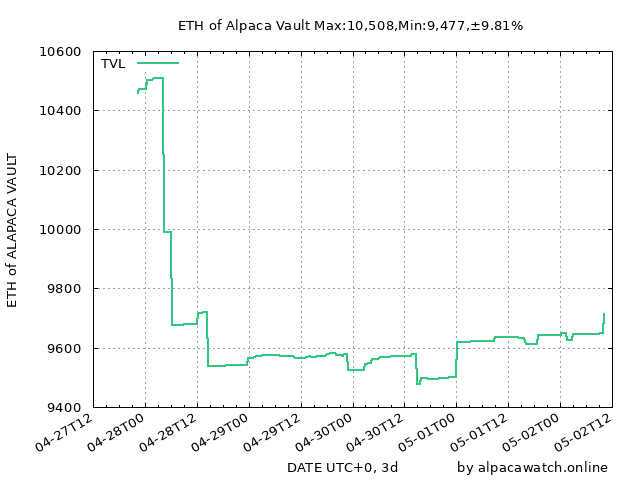 ETH of Alpaca Vault Max:10,508,Min:9,477,±9.81%
TVL
10600
10400
10200
10000
9800
9600
9400
ETH of ALAPACA VAULT
04-27T12
04-28T00
04-28T12
04-29T00
04-29T12
04-30T00
04-30T12
05-01T00
05-01T12
05-02T00
05-02T12
DATE UTC+0, 3d
by alpacawatch.online